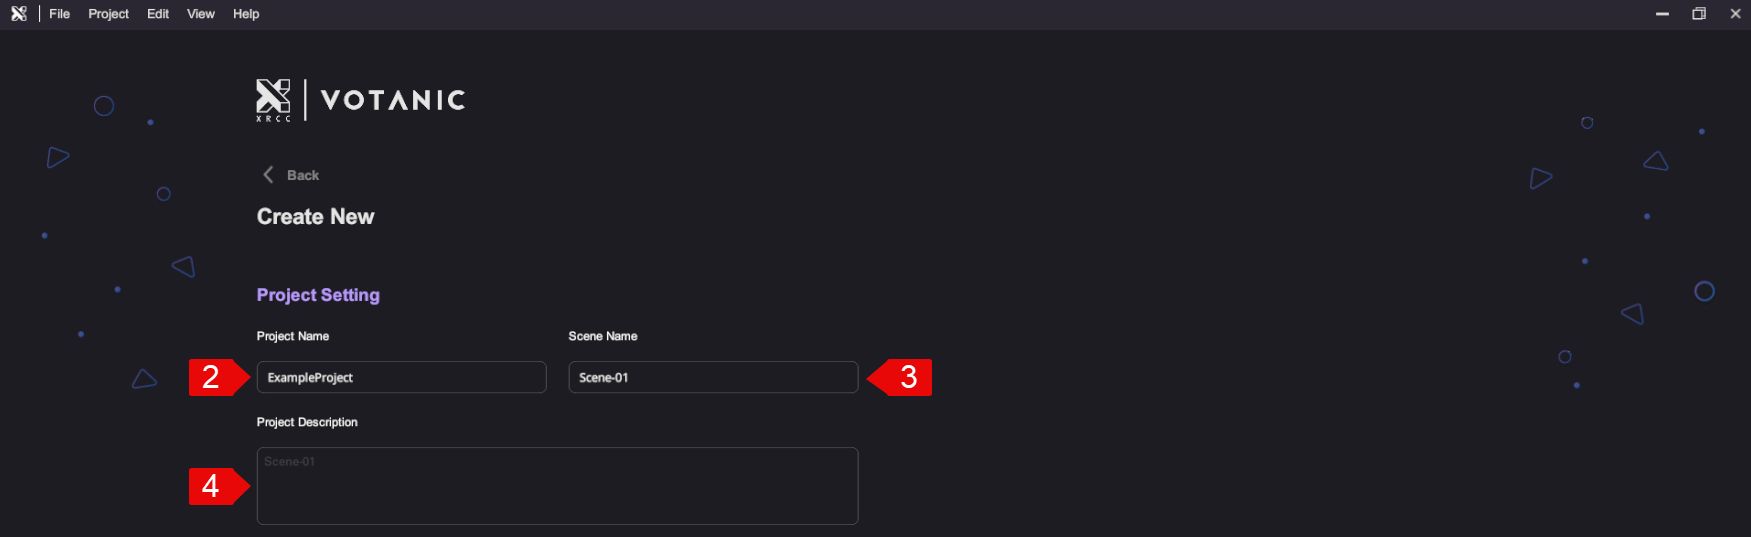 File Project Edit View Help
XRCC VOTANIC
Back
Create New
Project Setting
Project Name Scene Name
2 ExampleProject Scene-01 3
Project Description
Scene-01
4